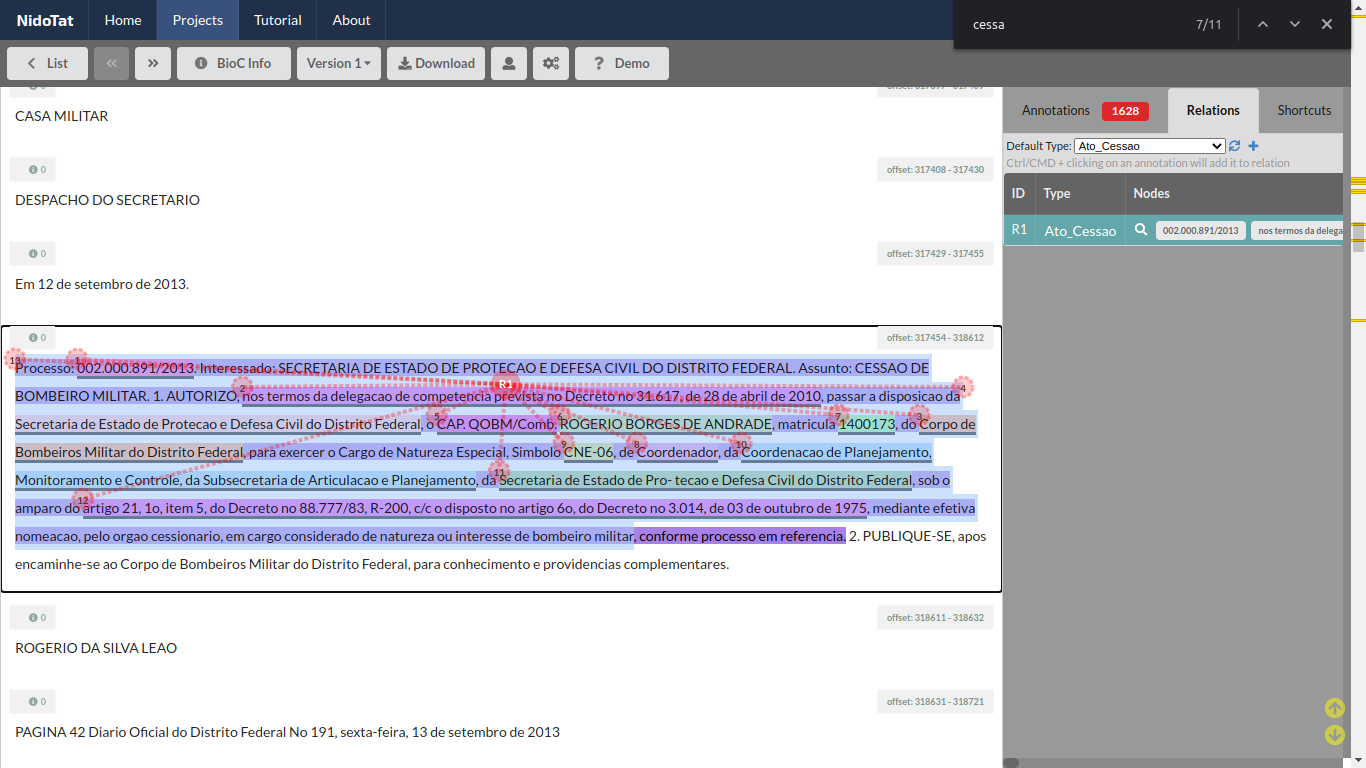 NidoTat Home Projects Tutorial About cessa 7/11
List BioC Info Version 1 Download ? Demo
Annotations 1628 Relations Shortcuts
Default Type: Ato_Cessao
Ctrl/CMD + clicking on an annotation will add it to relation
ID Type Nodes
R1 Ato_Cessao 002.000.891/2013 nos termos da delega
0
CASA MILITAR
0 offset: 317408 - 317430
DESPACHO DO SECRETARIO
0 offset: 317429 - 317455
Em 12 de setembro de 2013.
0 offset: 317454 - 318612
13 1
Processo: 002.000.891/2013. Interessado: SECRETARIA DE ESTADO DE PROTECAO E DEFESA CIVIL DO DISTRITO FEDERAL. Assunto: CESSAO DE
R1
2 4
BOMBEIRO MILITAR. 1. AUTORIZO, nos termos da delegacao de competencia prevista no Decreto no 31.617, de 28 de abril de 2010, passar a disposicao da
5 6 7 3
Secretaria de Estado de Protecao e Defesa Civil do Distrito Federal, o CAP. QOBM/Comb. ROGERIO BORGES DE ANDRADE, matricula 1400173, do Corpo de
9 8 10
Bombeiros Militar do Distrito Federal, para exercer o Cargo de Natureza Especial, Simbolo CNE-06, de Coordenador, da Coordenacao de Planejamento,
11
Monitoramento e Controle, da Subsecretaria de Articulacao e Planejamento, da Secretaria de Estado de Pro- tecao e Defesa Civil do Distrito Federal, sob o
12
amparo do artigo 21, 1o, item 5, do Decreto no 88.777/83, R-200, c/c o disposto no artigo 6o, do Decreto no 3.014, de 03 de outubro de 1975, mediante efetiva
nomeacao, pelo orgao cessionario, em cargo considerado de natureza ou interesse de bombeiro militar, conforme processo em referencia. 2. PUBLIQUE-SE, apos
encaminhe-se ao Corpo de Bombeiros Militar do Distrito Federal, para conhecimento e providencias complementares.
0 offset: 318611 - 318632
ROGERIO DA SILVA LEAO
0 offset: 318631 - 318721
PAGINA 42 Diario Oficial do Distrito Federal No 191, sexta-feira, 13 de setembro de 2013